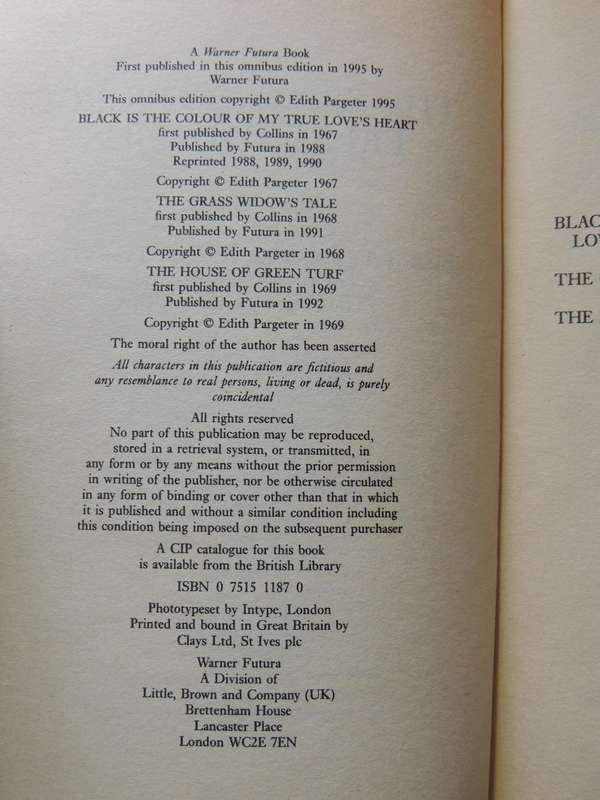 A Warner Futura Book
First published in this omnibus edition in 1995 by
Warner Futura
This omnibus edition copyright © Edith Pargeter 1995
BLACK IS THE COLOUR OF MY TRUE LOVE'S HEART
first published by Collins in 1967
Published by Futura in 1988
Reprinted 1988, 1989, 1990
Copyright © Edith Pargeter 1967
THE GRASS WIDOW'S TALE
first published by Collins in 1968
Published by Futura in 1991
Copyright © Edith Pargeter in 1968
THE HOUSE OF GREEN TURF
first published by Collins in 1969
Published by Futura in 1992
Copyright © Edith Pargeter in 1969
The moral right of the author has been asserted
All characters in this publication are fictitious and
any resemblance to real persons, living or dead, is purely
coincidental
All rights reserved
No part of this publication may be reproduced,
stored in a retrieval system, or transmitted, in
any form or by any means without the prior permission
in writing of the publisher, nor be otherwise circulated
in any form of binding or cover other than that in which
it is published and without a similar condition including
this condition being imposed on the subsequent purchaser
A CIP catalogue for this book
is available from the British Library
ISBN 0 7515 1187 0
Phototypeset by Intype, London
Printed and bound in Great Britain by
Clays Ltd, St Ives plc
Warner Futura
A Division of
Little, Brown and Company (UK)
Brettenham House
Lancaster Place
London WC2E 7EN
THE
THE